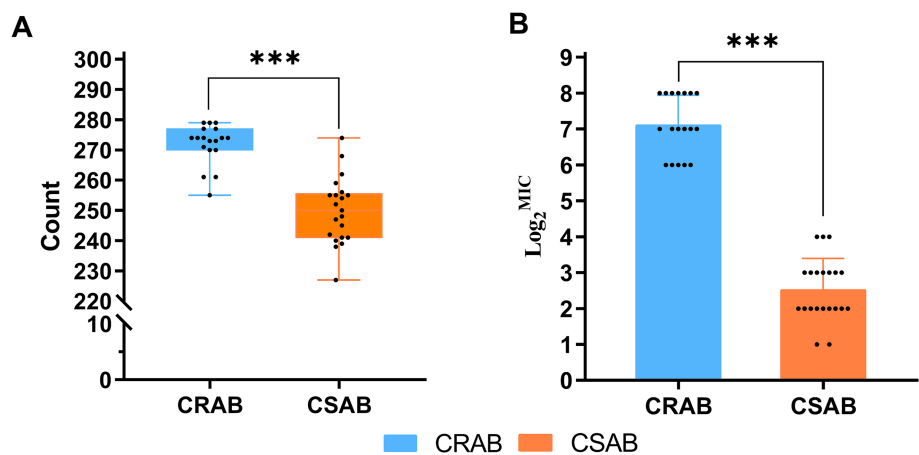 A
Count
300
290
280
270
260
250
240
230
220
10
0
***
CRAB
CSAB
B
Log₂ᴹᴵᶜ
9
8
7
6
5
4
3
2
1
0
***
CRAB
CSAB
CRAB CSAB